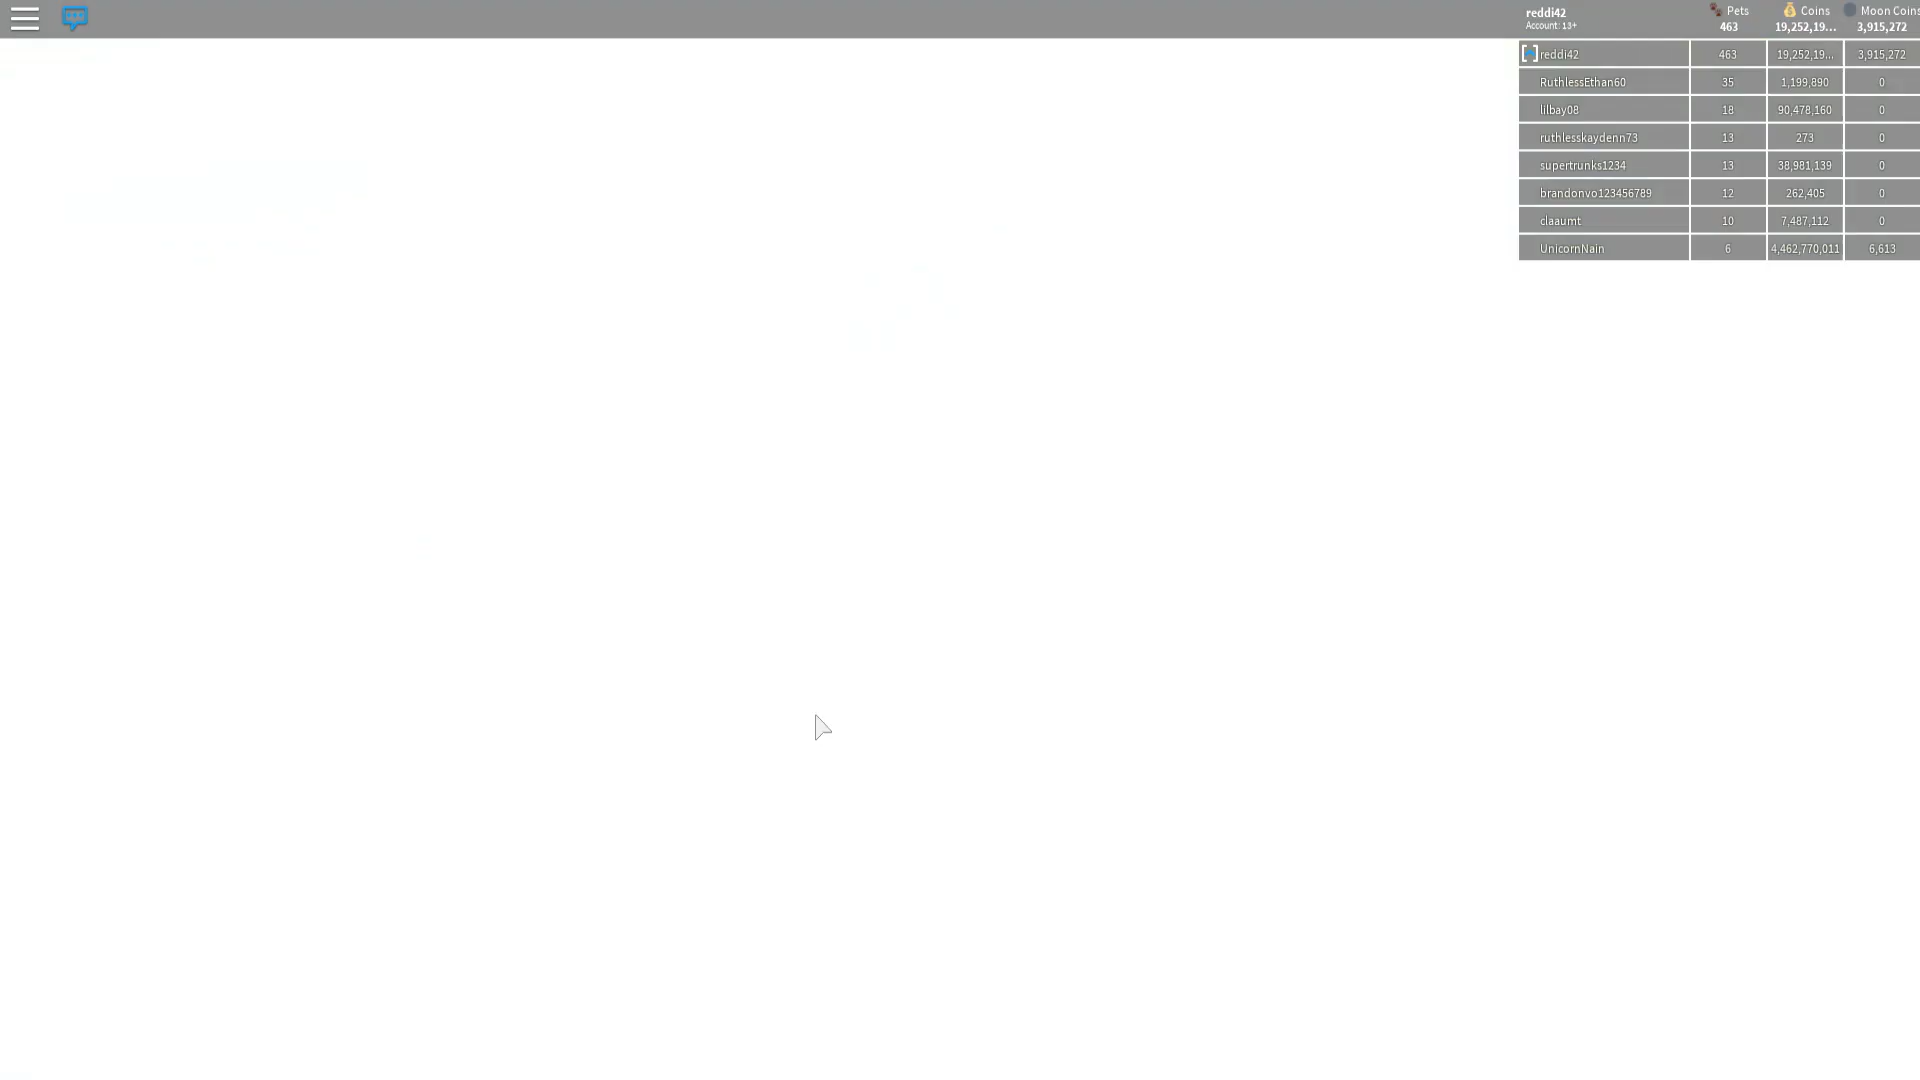 reddi42 Pets Coins Moon Coins
Account: 13+ 463 19,252,19... 3,915,272
reddi42 463 19,252,19... 3,915,272
RuthlessEthan60 35 1,199,890 0
lilbay08 18 90,478,160 0
ruthlesskaydenn73 13 273 0
supertrunks1234 13 38,981,139 0
brandonvo123456789 12 262,405 0
claaumt 10 7,487,112 0
UnicornNain 6 4,462,770,011 6,613